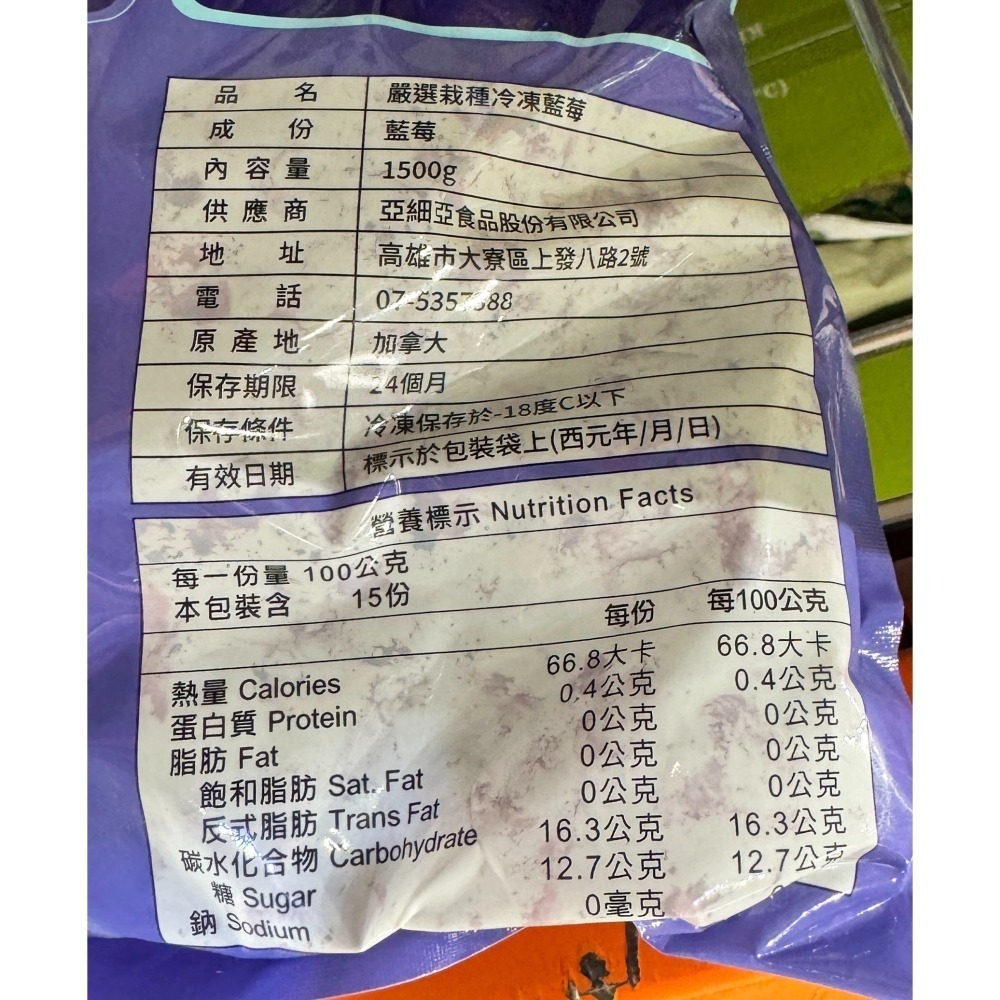 品名 嚴選栽種冷凍藍莓
成份 藍莓
內容量 1500g
供應商 亞細亞食品股份有限公司
地址 高雄市大寮區上發八路2號
電話
原產地 加拿大
保存期限 24個月
保存條件 冷凍保存於-18度C以下
有效日期 標示於包裝袋上(西元年/月/日)
營養標示 Nutrition Facts
每一份量 100公克
本包裝含 15份
每份 每100公克
熱量 Calories 66.8大卡 66.8大卡
蛋白質 Protein 0.4公克 0.4公克
脂肪 Fat 0公克 0公克
飽和脂肪 Sat. Fat 0公克 0公克
反式脂肪 Trans Fat 0公克 0公克
碳水化合物 Carbohydrate 16.3公克 16.3公克
糖 Sugar 12.7公克 12.7公克
鈉 Sodium 0毫克